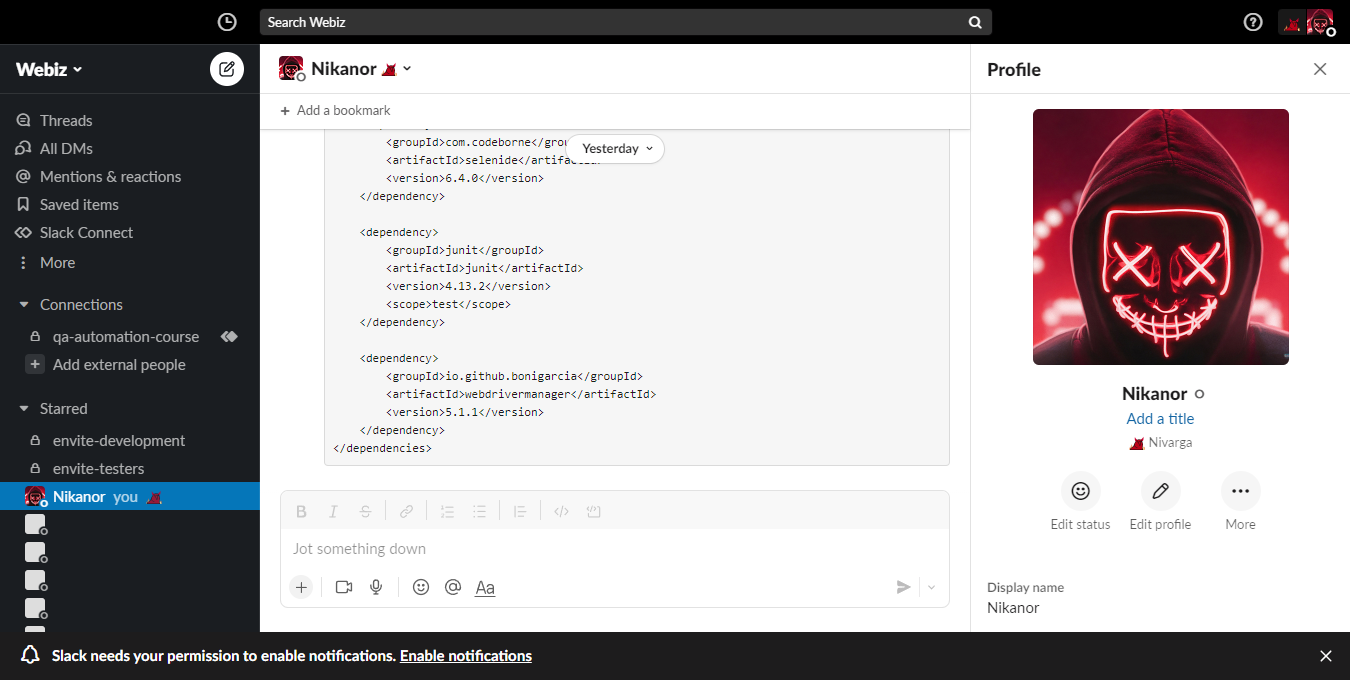 Search Webiz
Webiz
Threads
All DMs
Mentions & reactions
Saved items
Slack Connect
More
Connections
qa-automation-course
Add external people
Starred
envite-development
envite-testers
Nikanor you
Nikanor
+ Add a bookmark
Yesterday
<groupId>com.codeborne</grou
<artifactId>selenide</artifactId>
<version>6.4.0</version>
</dependency>
<dependency>
<groupId>junit</groupId>
<artifactId>junit</artifactId>
<version>4.13.2</version>
<scope>test</scope>
</dependency>
<dependency>
<groupId>io.github.bonigarcia</groupId>
<artifactId>webdrivermanager</artifactId>
<version>5.1.1</version>
</dependency>
</dependencies>
Jot something down
Aa
Profile
Nikanor
Add a title
Nivarga
Edit status
Edit profile
More
Display name
Nikanor
Slack needs your permission to enable notifications. Enable notifications